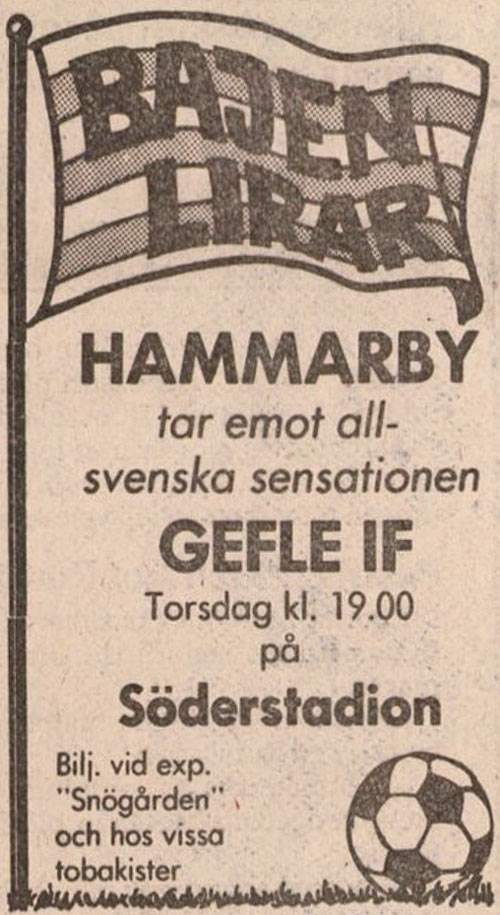 BAJEN
LIRAR
HAMMARBY
tar emot all-
svenska sensationen
GEFLE IF
Torsdag kl. 19.00
på
Söderstadion
Bilj. vid exp.
"Snögården"
och hos vissa
tobakister